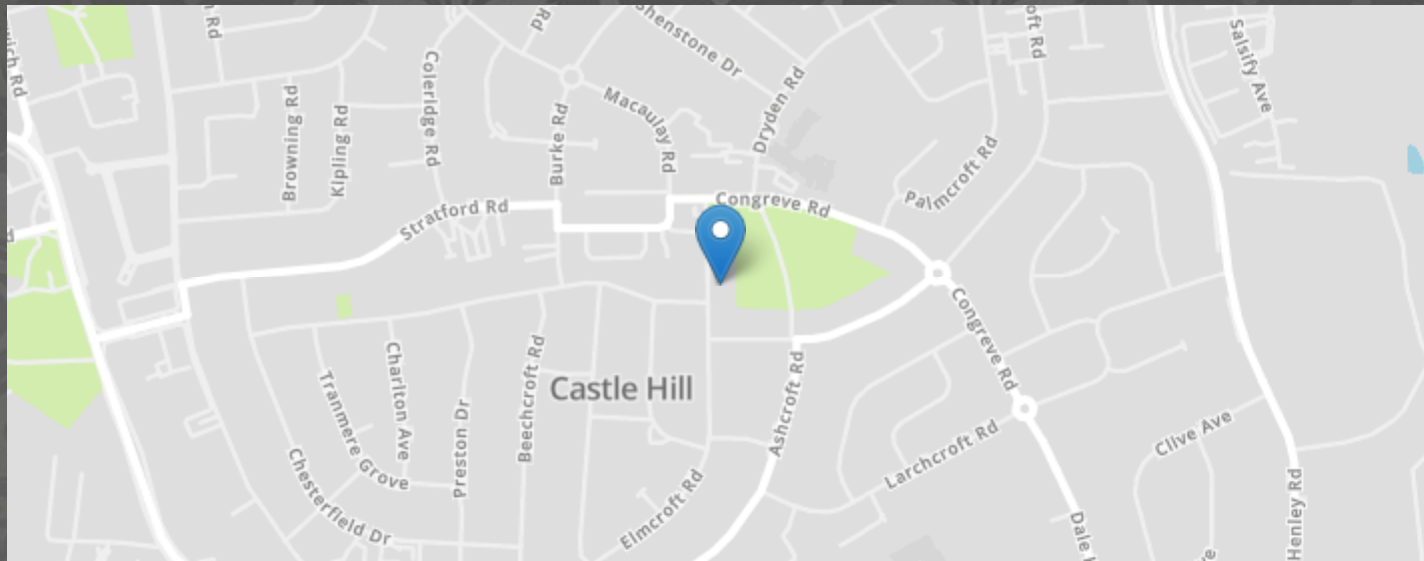 Shenstone Dr
Salsify Ave
Coleridge Rd
Dryden Rd
Browning Rd
Kipling Rd
Burke Rd
Macaulay Rd
Palmcroft Rd
Stratford Rd
Congreve Rd
Congreve Rd
Castle Hill
Charlton Ave
Tranmere Grove
Beechcroft Rd
Preston Dr
Ashcroft Rd
Larchcroft Rd
Clive Ave
Chesterfield Dr
Elmcroft Rd
Henley Rd
Dale
Rd
Rd
Rd